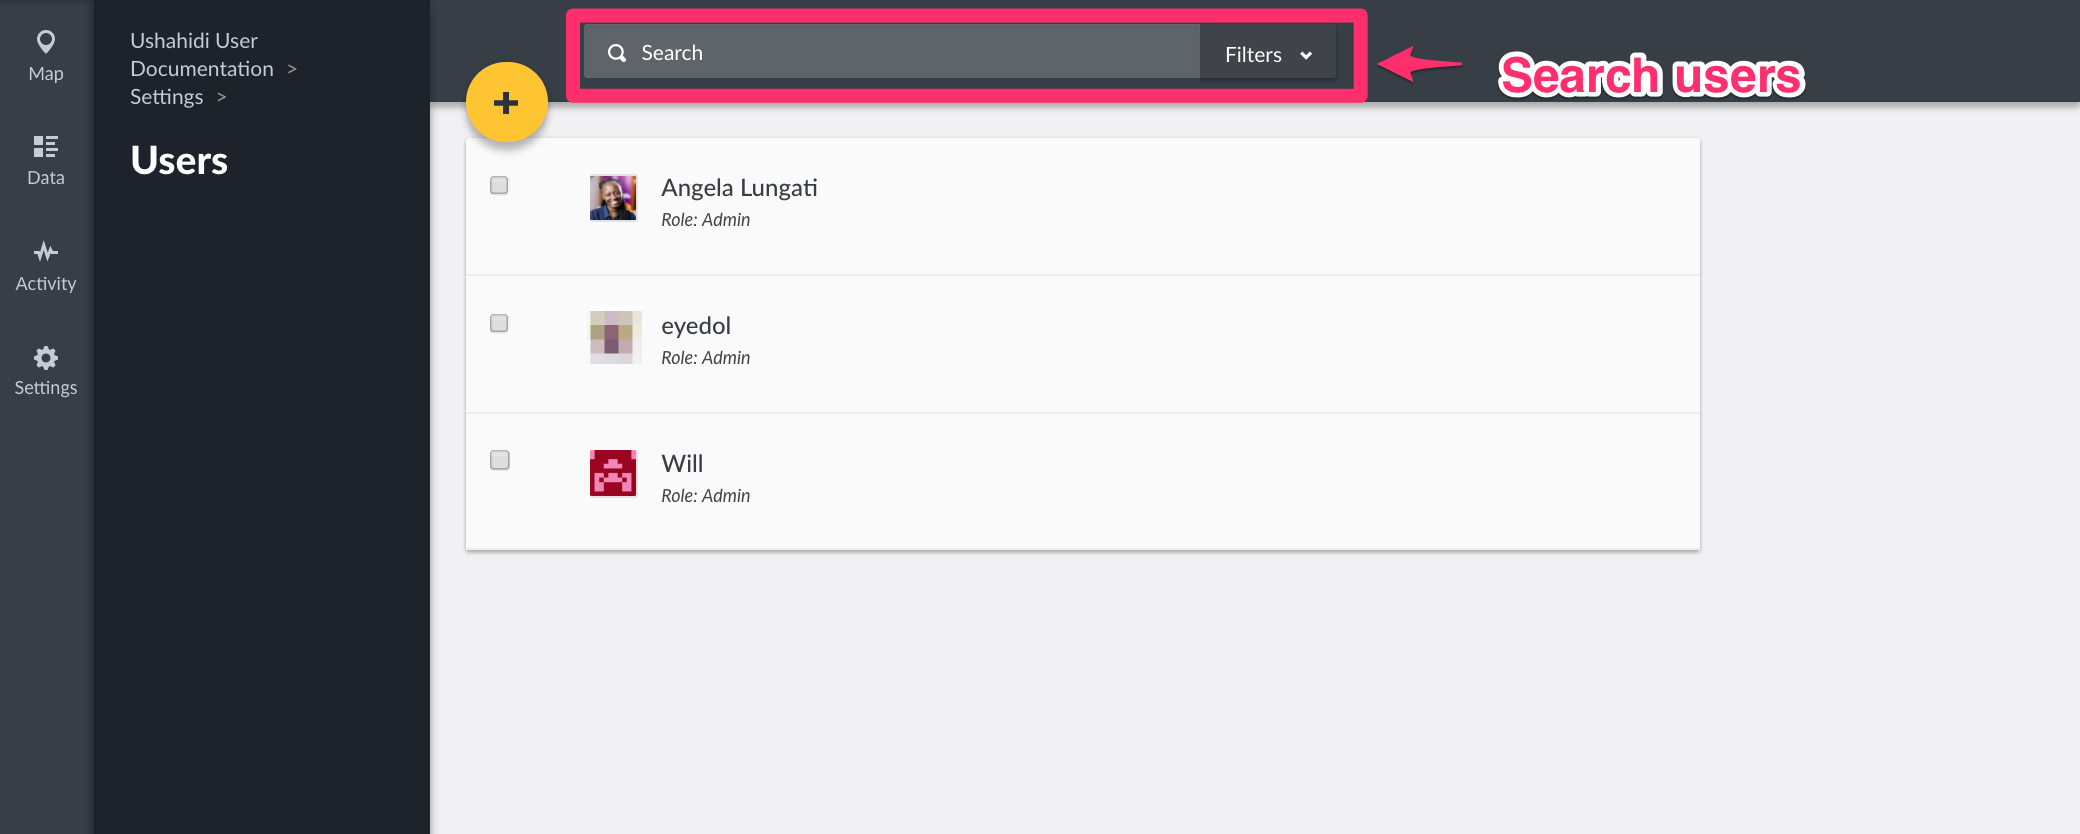 Map
Data
Activity
Settings
Ushahidi User
Documentation >
Settings >
Users
Search
Filters
Search users
+
Angela Lungati
Role: Admin
eyedol
Role: Admin
Will
Role: Admin